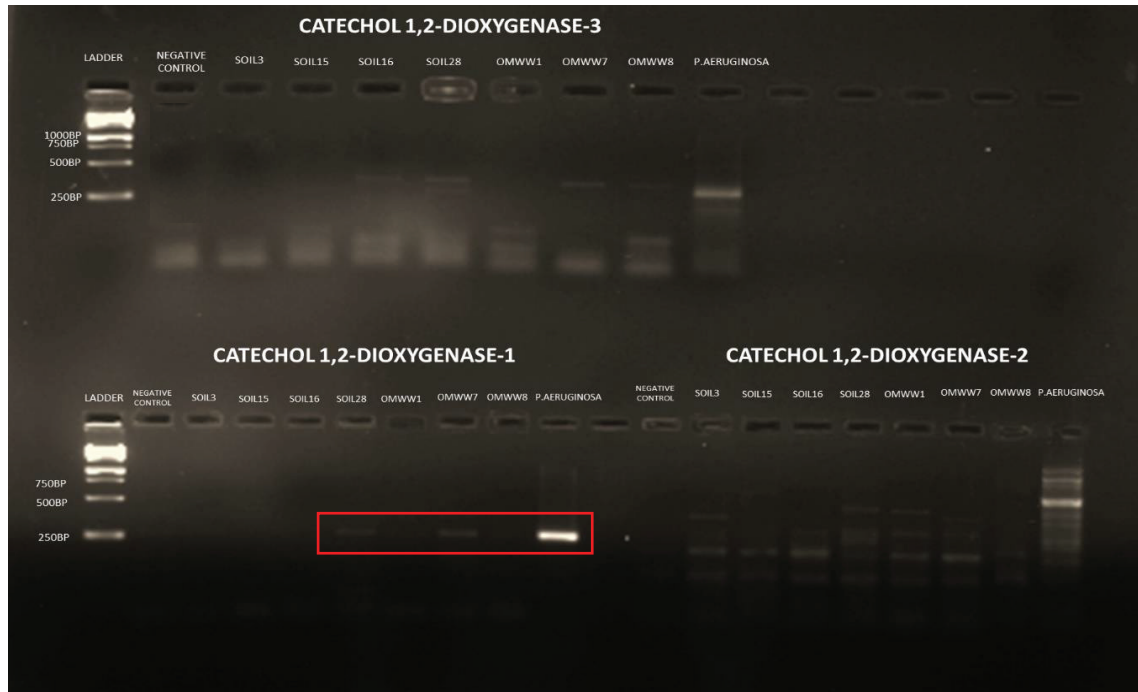 CATECHOL 1,2-DIOXYGENASE-3
LADDER NEGATIVE CONTROL SOIL3 SOIL15 SOIL16 SOIL28 OMWW1 OMWW7 OMWW8 P.AERUGINOSA
1000BP
750BP
500BP
250BP
CATECHOL 1,2-DIOXYGENASE-1 CATECHOL 1,2-DIOXYGENASE-2
LADDER NEGATIVE CONTROL SOIL3 SOIL15 SOIL16 SOIL28 OMWW1 OMWW7 OMWW8 P.AERUGINOSA NEGATIVE CONTROL SOIL3 SOIL15 SOIL16 SOIL28 OMWW1 OMWW7 OMWW8 P.AERUGINOSA
750BP
500BP
250BP